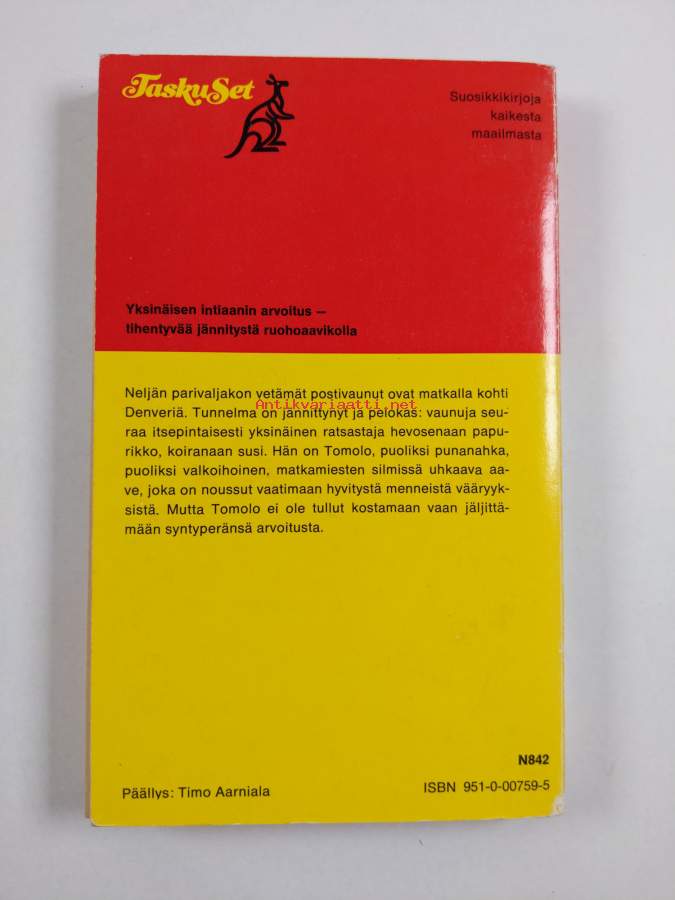 TaskuSet
Suosikkikirjoja
kaikesta
maailmasta
Yksinäisen intiaanin arvoitus —
tihentyvää jännitystä ruohoaavikolla
Neljän parivaljakon vetämät postivaunut ovat matkalla kohti
Antikvariaatti.net
Denveriä. Tunnelma on jännittynyt ja pelokas: vaunuja seu-
raa itsepintaisesti yksinäinen ratsastaja hevosenaan papu-
rikko, koiranaan susi. Hän on Tomolo, puoliksi punanahka,
puoliksi valkoihoinen, matkamiesten silmissä uhkaava aa-
ve, joka on noussut vaatimaan hyvitystä menneistä vääryyk-
sistä. Mutta Tomolo ei ole tullut kostamaan vaan jäljittä-
mään syntyperänsä arvoitusta.
N842
Päällys: Timo Aarniala
ISBN 951-0-00759-5